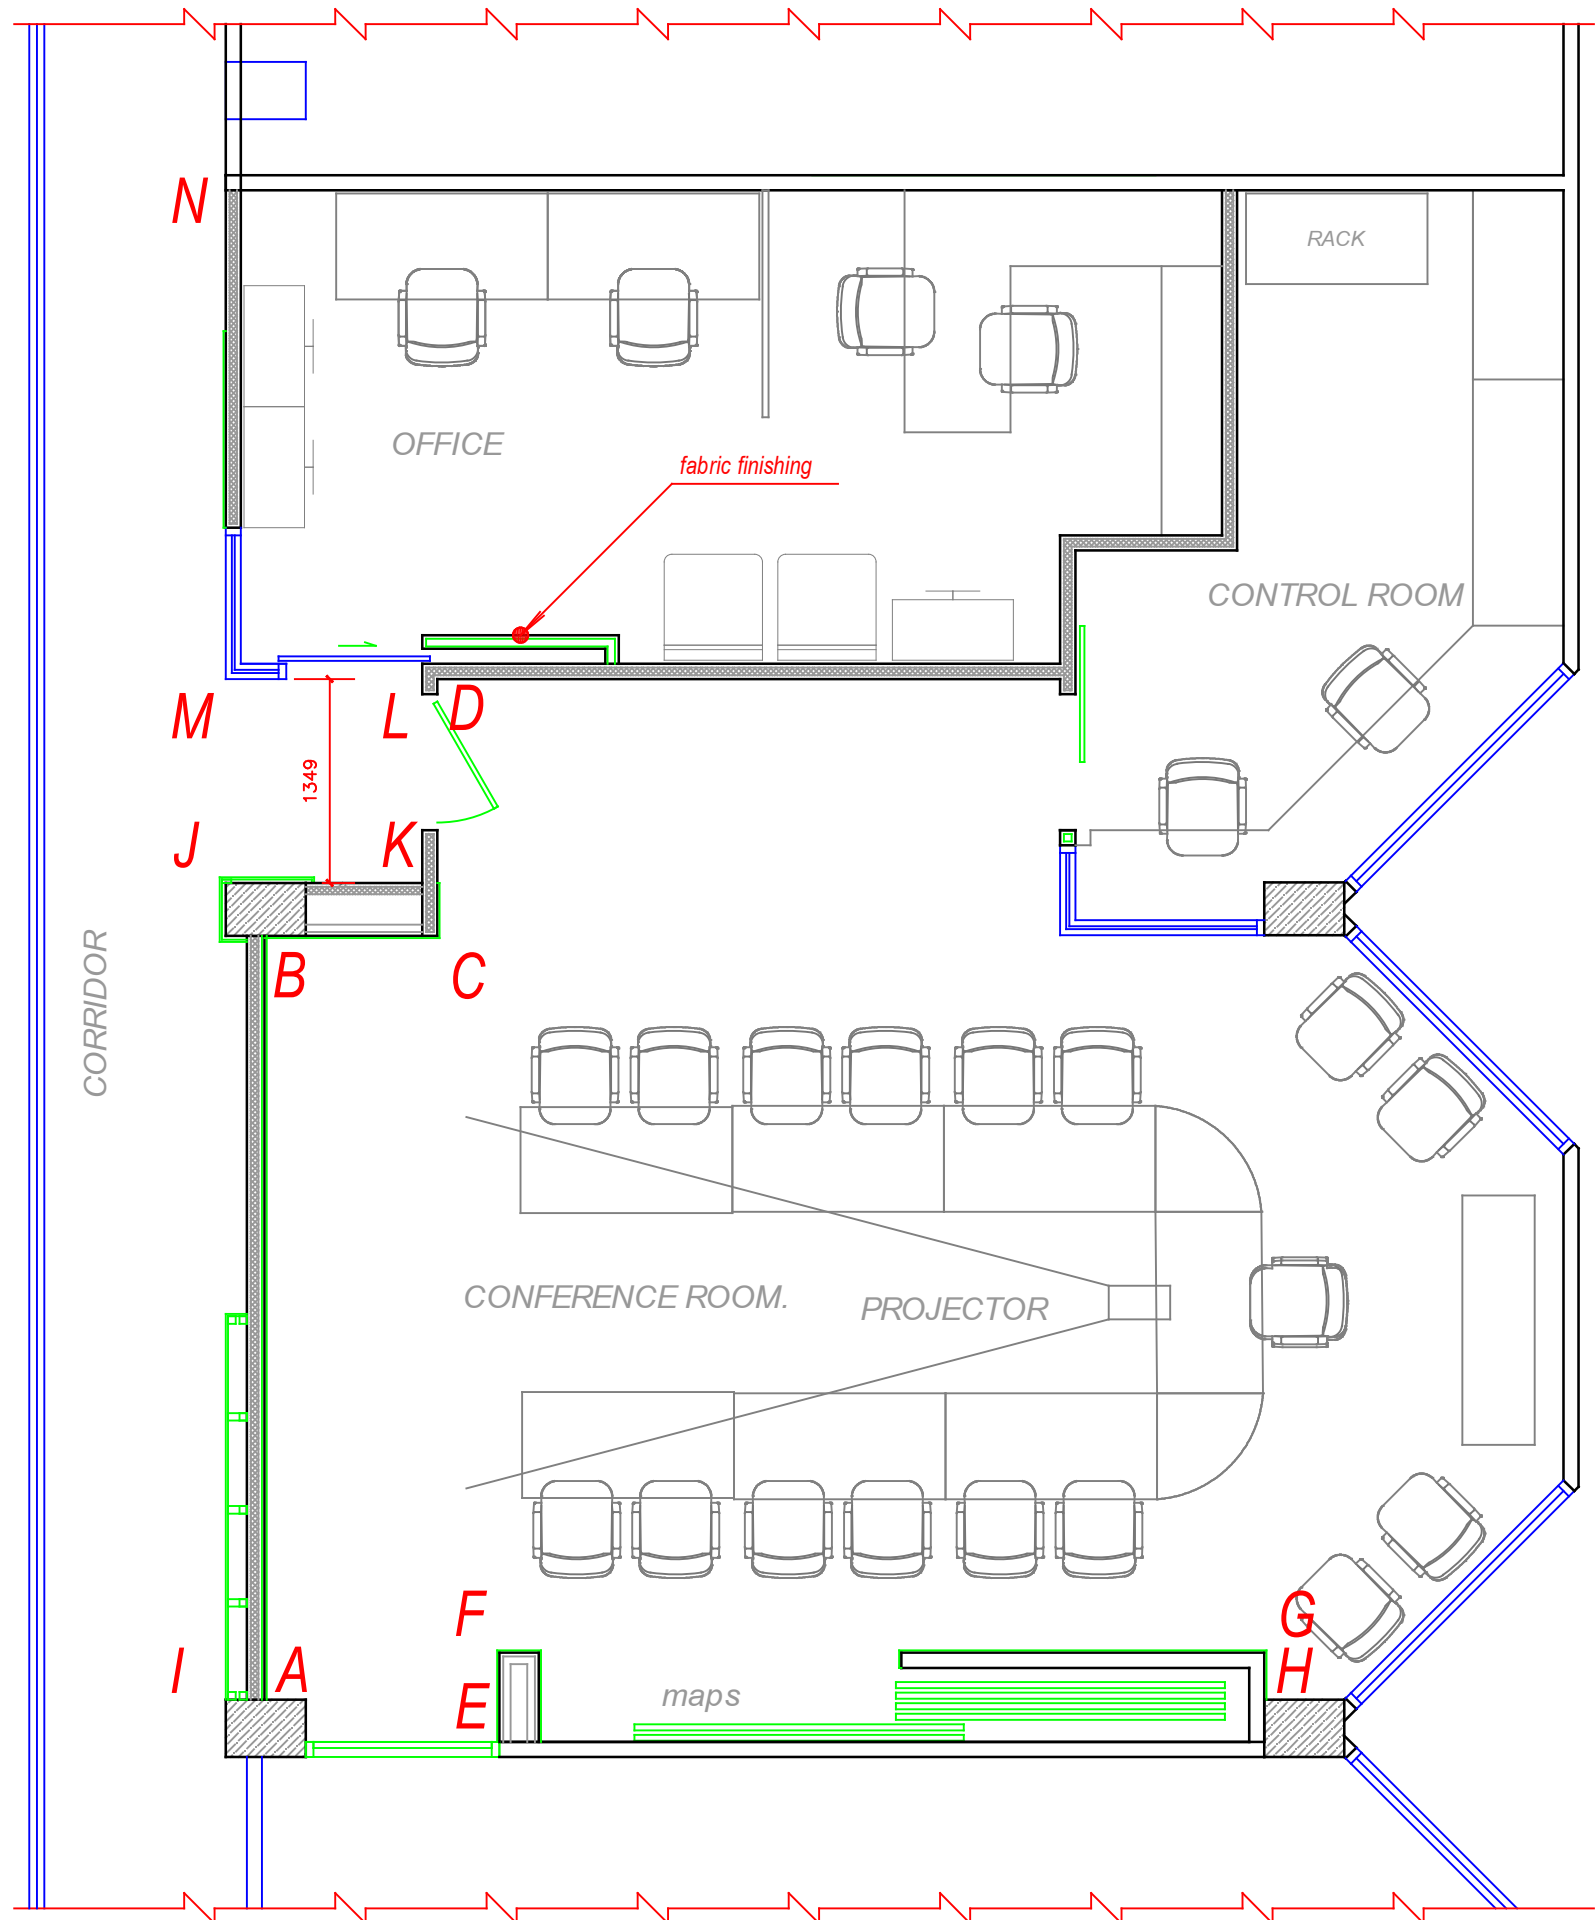 N
RACK
OFFICE
fabric finishing
CONTROL ROOM
M
L
D
1349
J
K
B
C
CORRIDOR
CONFERENCE ROOM.
PROJECTOR
F
G
I
A
H
E
maps